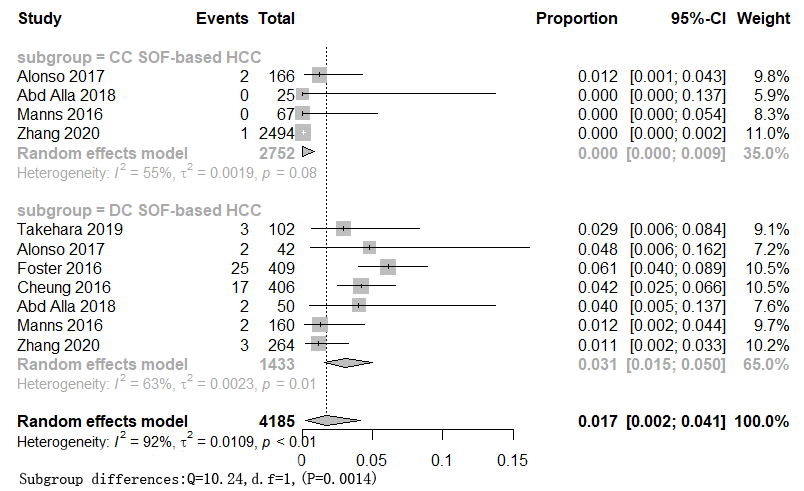 Study Events Total Proportion 95%-CI Weight
subgroup = CC SOF-based HCC
Alonso 2017 2 166 0.012 [0.001; 0.043] 9.8%
Abd Alla 2018 0 25 0.000 [0.000; 0.137] 5.9%
Manns 2016 0 67 0.000 [0.000; 0.054] 8.3%
Zhang 2020 1 2494 0.000 [0.000; 0.002] 11.0%
Random effects model 2752 0.000 [0.000; 0.009] 35.0%
Heterogeneity: I² = 55%, τ² = 0.0019, p = 0.08
subgroup = DC SOF-based HCC
Takehara 2019 3 102 0.029 [0.006; 0.084] 9.1%
Alonso 2017 2 42 0.048 [0.006; 0.162] 7.2%
Foster 2016 25 409 0.061 [0.040; 0.089] 10.5%
Cheung 2016 17 406 0.042 [0.025; 0.066] 10.5%
Abd Alla 2018 2 50 0.040 [0.005; 0.137] 7.6%
Manns 2016 2 160 0.012 [0.002; 0.044] 9.7%
Zhang 2020 3 264 0.011 [0.002; 0.033] 10.2%
Random effects model 1433 0.031 [0.015; 0.050] 65.0%
Heterogeneity: I² = 63%, τ² = 0.0023, p = 0.01
Random effects model 4185 0.017 [0.002; 0.041] 100.0%
Heterogeneity: I² = 92%, τ² = 0.0109, p < 0.01
0 0.05 0.1 0.15
Subgroup differences:Q=10.24,d.f=1,(P=0.0014)